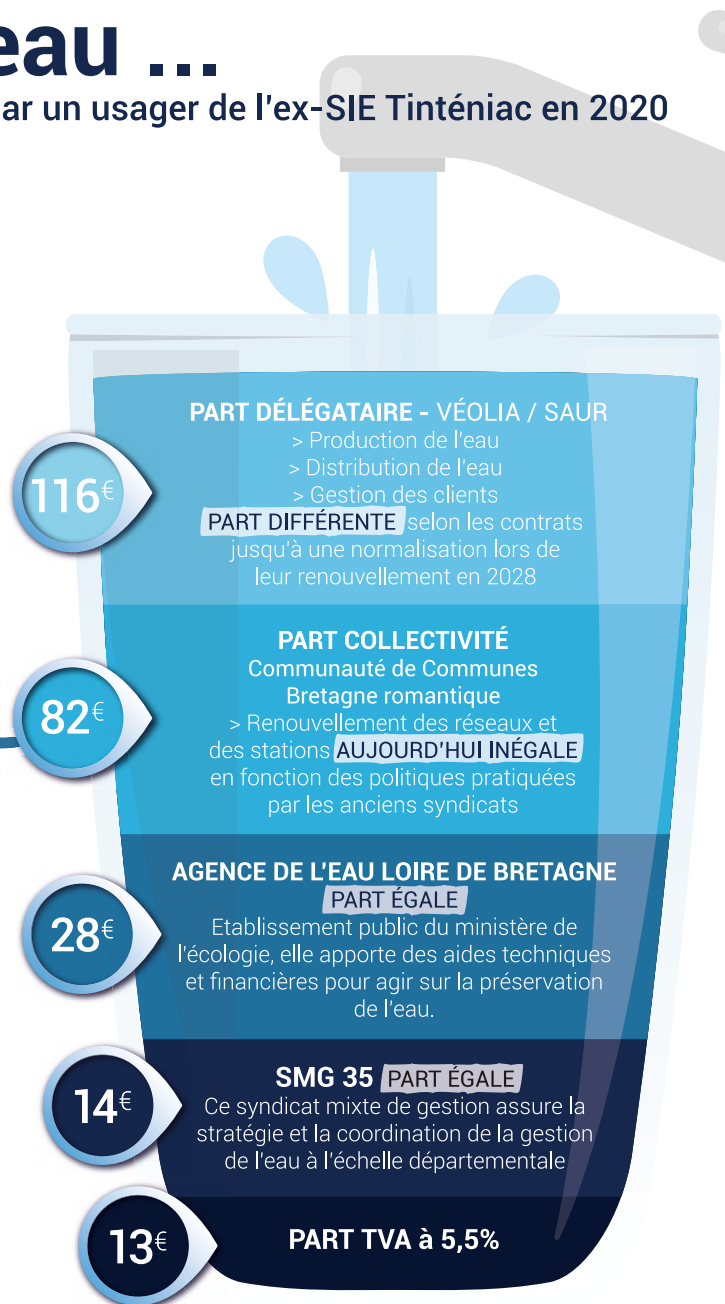 eau ...
ar un usager de l'ex-SIE Tinténiac en 2020
PART DÉLÉGATAIRE - VÉOLIA / SAUR
> Production de l'eau
> Distribution de l'eau
> Gestion des clients
116€
PART DIFFÉRENTE selon les contrats
jusqu'à une normalisation lors de
leur renouvellement en 2028
PART COLLECTIVITÉ
Communauté de Communes
Bretagne romantique
82€
> Renouvellement des réseaux et
des stations AUJOURD'HUI INÉGALE
en fonction des politiques pratiquées
par les anciens syndicats
AGENCE DE L'EAU LOIRE DE BRETAGNE
PART ÉGALE
28€
Etablissement public du ministère de
l'écologie, elle apporte des aides techniques
et financières pour agir sur la préservation
de l'eau.
SMG 35 PART ÉGALE
14€
Ce syndicat mixte de gestion assure la
stratégie et la coordination de la gestion
de l'eau à l'échelle départementale
13€
PART TVA à 5,5%